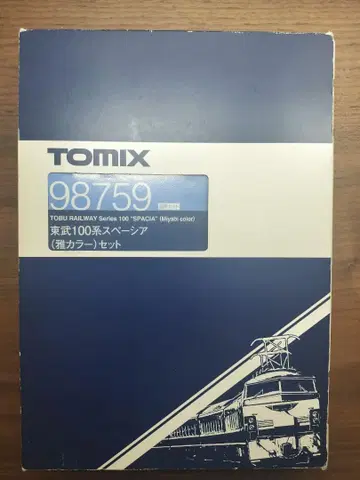 TOMIX
98759
TOBU RAILWAY Series 100 "SPACIA" (Miyabi color)
東武100系スペーシア
(雅カラー)セット